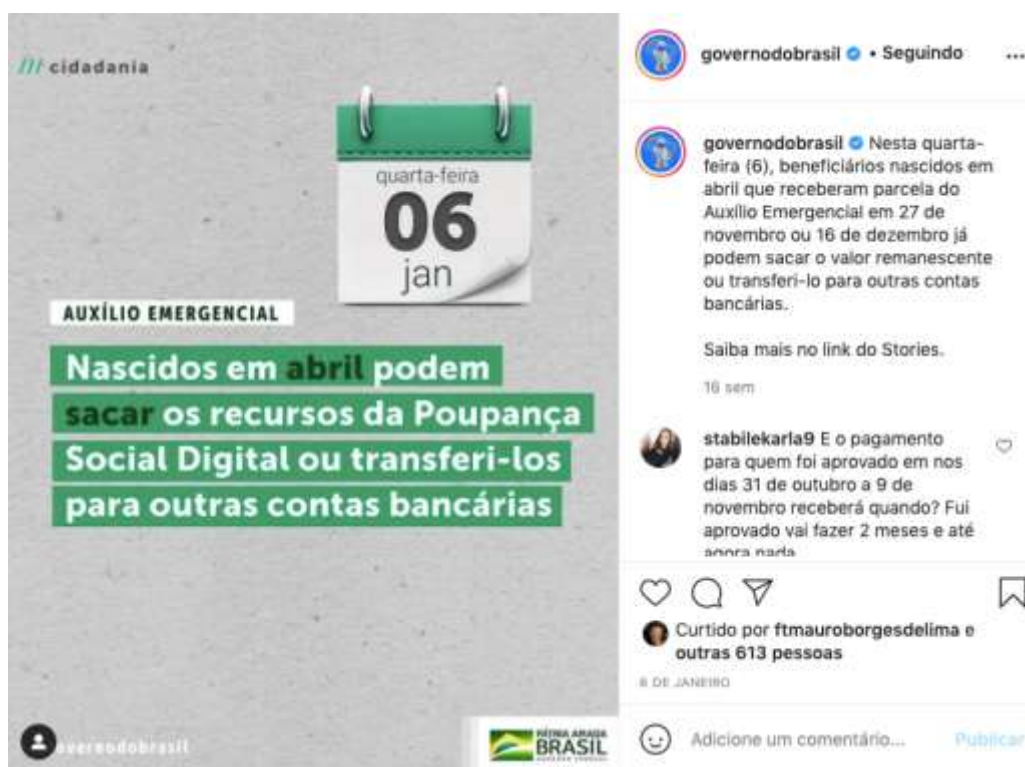 /// cidadania
quarta-feira
06
jan
AUXÍLIO EMERGENCIAL
Nascidos em abril podem
sacar os recursos da Poupança
Social Digital ou transferi-los
para outras contas bancárias
overnodobrasil
PÁTRIA AMADA
BRASIL
governodobrasil • Seguindo
...
governodobrasil Nesta quarta-
feira (6), beneficiários nascidos em
abril que receberam parcela do
Auxílio Emergencial em 27 de
novembro ou 16 de dezembro já
podem sacar o valor remanescente
ou transferi-lo para outras contas
bancárias.
Saiba mais no link do Stories.
16 sem
stabilekarla9 E o pagamento
para quem foi aprovado em nos
dias 31 de outubro a 9 de
novembro receberá quando? Fui
aprovado vai fazer 2 meses e até
agora nada
Curtido por ftmauroborgesdelima e
outras 613 pessoas
6 DE JANEIRO
Adicione um comentário...
Publicar